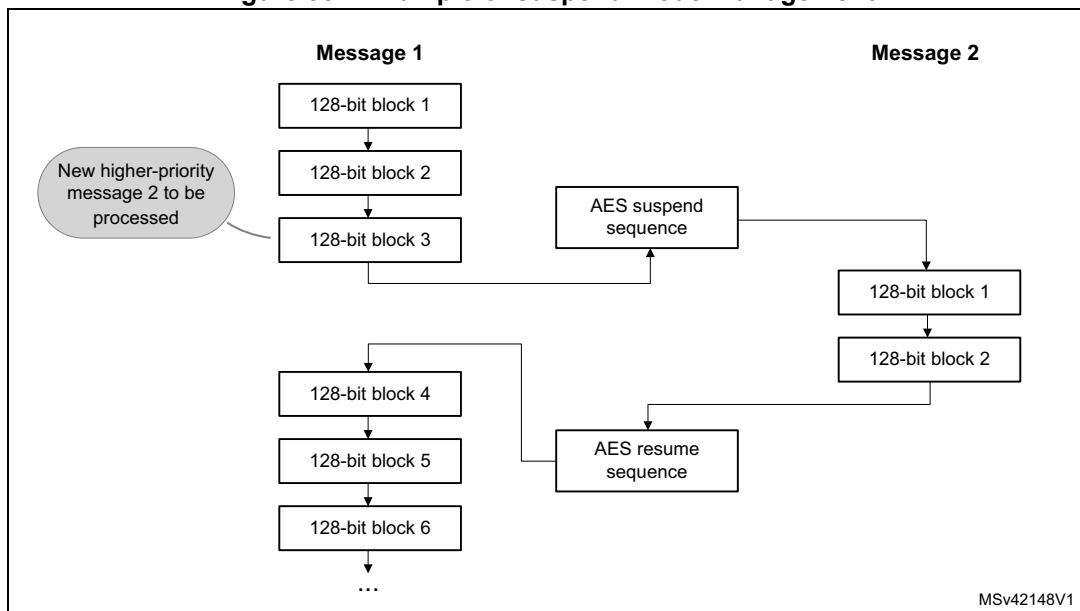 Message 1
Message 2
128-bit block 1
128-bit block 2
128-bit block 3
New higher-priority
message 2 to be
processed
AES suspend
sequence
128-bit block 1
128-bit block 2
AES resume
sequence
128-bit block 4
128-bit block 5
128-bit block 6
...
MSv42148V1